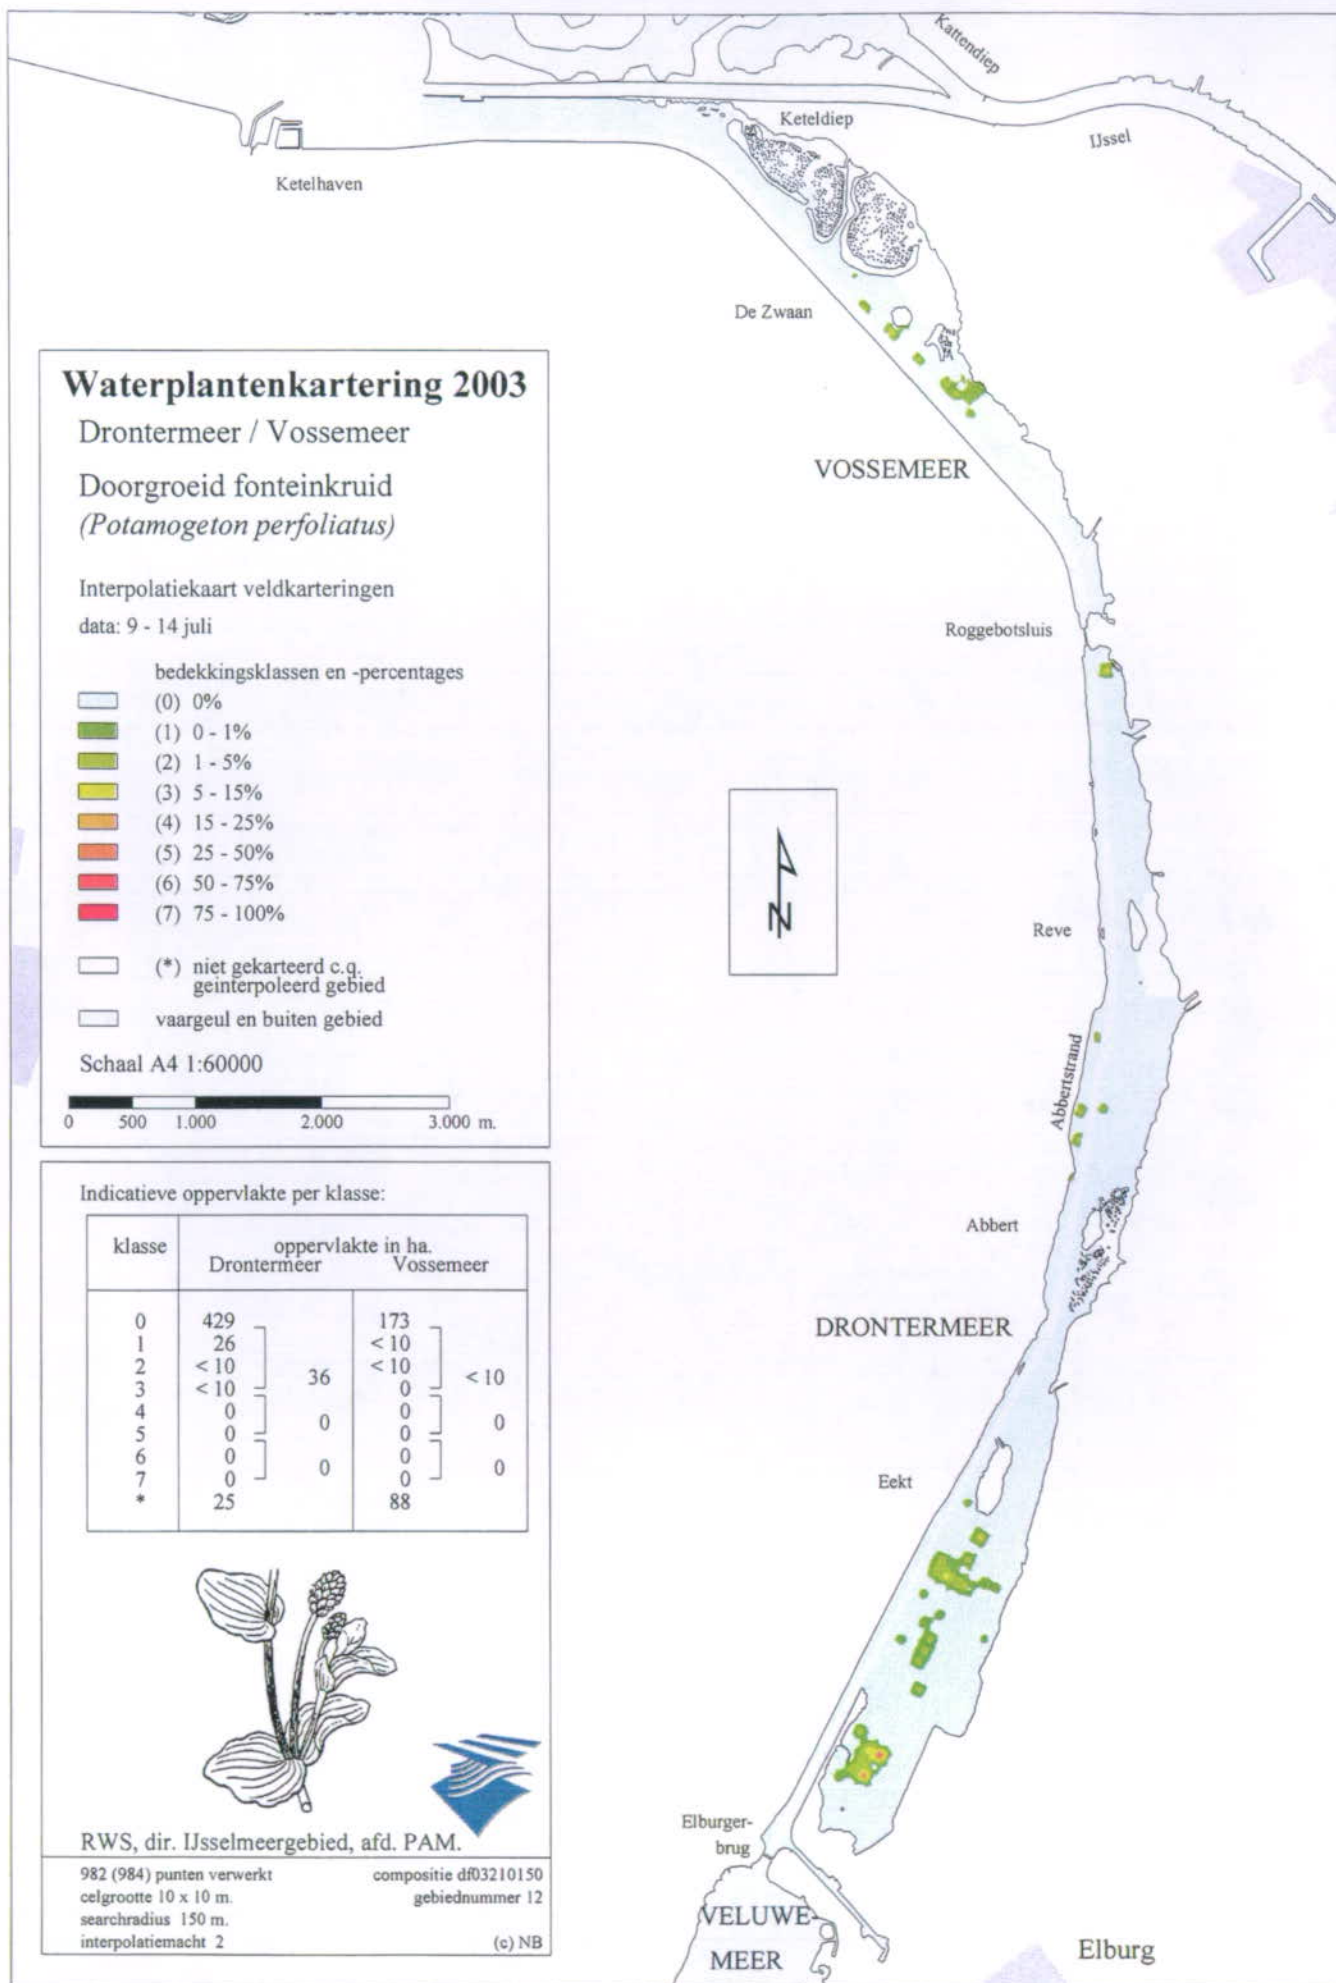 Kattendiep
Keteldiep
IJssel
Ketelhaven
De Zwaan
Waterplantenkartering 2003
Drontermeer / Vossemeer
Doorgroeid fonteinkruid
(Potamogeton perfoliatus)
Interpolatiekaart veldkarteringen
data: 9 - 14 juli
bedekkingsklassen en -percentages
(0) 0%
(1) 0 - 1%
(2) 1 - 5%
(3) 5 - 15%
(4) 15 - 25%
(5) 25 - 50%
(6) 50 - 75%
(7) 75 - 100%
(*) niet gekarteerd c.q.
geinterpoleerd gebied
vaargeul en buiten gebied
Schaal A4 1:60000
0 500 1.000 2.000 3.000 m.
VOSSEMEER
Roggebotsluis
N
Reve
Abbertstrand
Abbert
DRONTERMEER
Eekt
Elburger-
brug
VELUWE-
MEER
Elburg
Indicatieve oppervlakte per klasse:
klasse oppervlakte in ha.
Drontermeer Vossemeer
0 429 173
1 26 < 10
2 < 10 36 < 10 < 10
3 < 10 0
4 0 0 0 0
5 0 0
6 0 0 0 0
7 0 0
* 25 88
RWS, dir. IJsselmeergebied, afd. PAM.
982 (984) punten verwerkt compositie df03210150
celgrootte 10 x 10 m. gebiednummer 12
searchradius 150 m.
interpolatiemacht 2 (c) NB